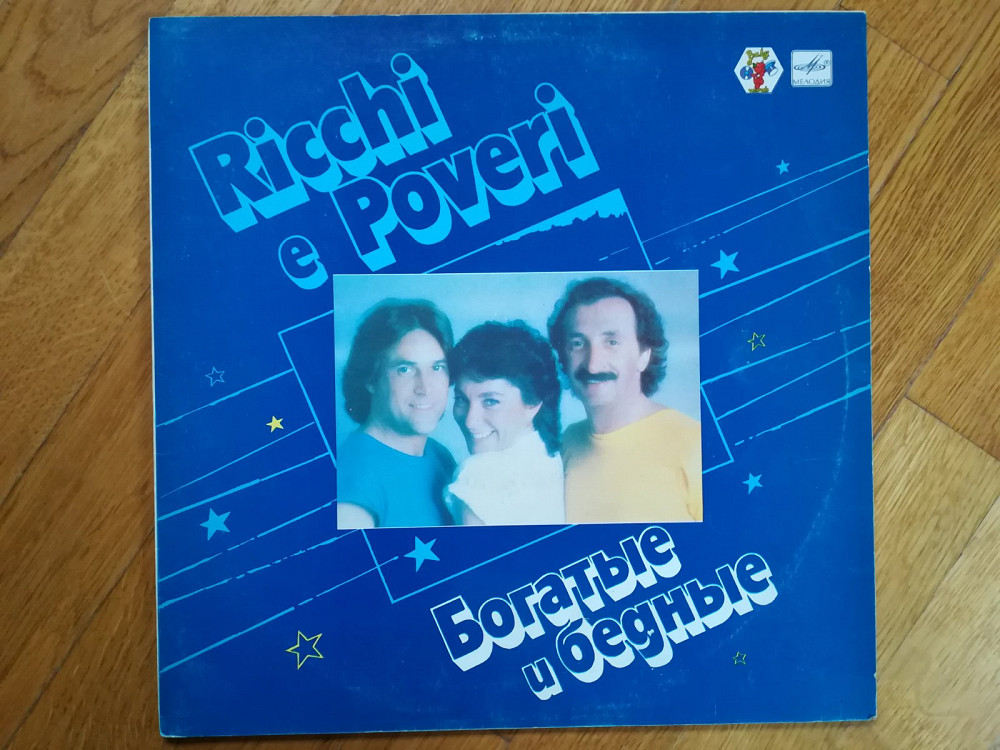 Ricchi
e Poveri
МЕЛОДИЯ
Богатые
и бедные